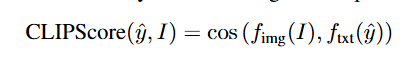 CLIPScore(ŷ, I) = cos (f_img(I), f_txt(ŷ))